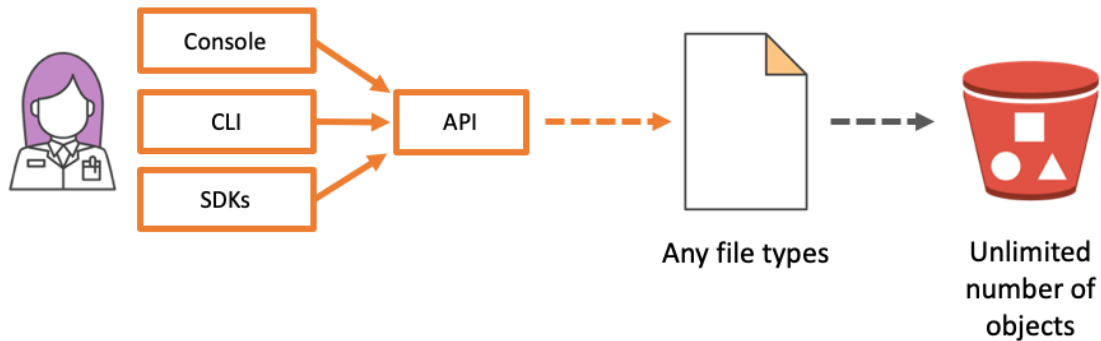 Console
CLI
SDKs
API
Any file types
Unlimited
number of
objects